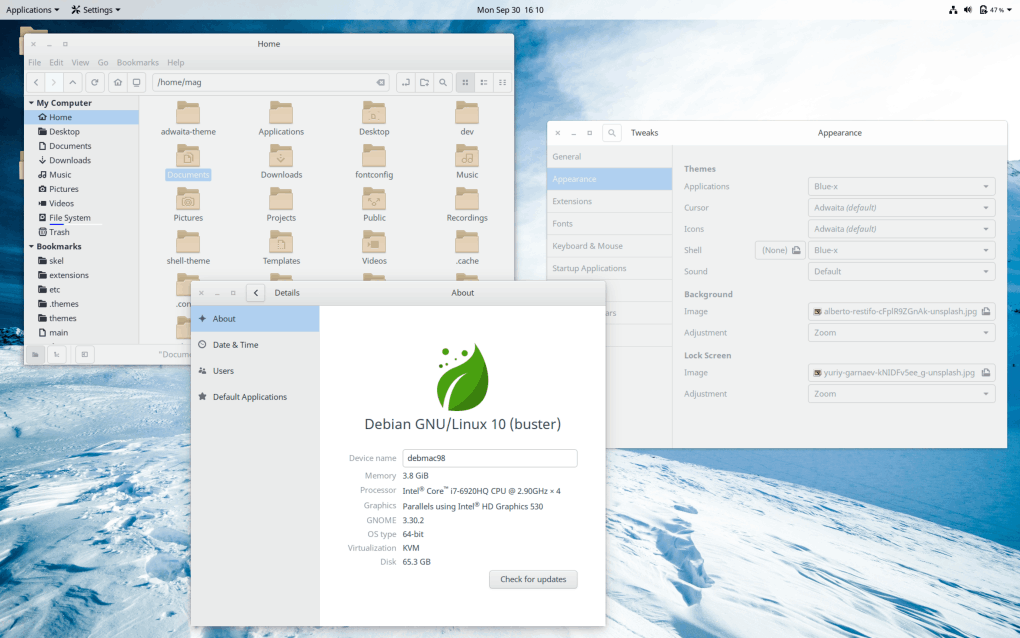 Applications Settings Mon Sep 30 16 10 47 %
Home
File Edit View Go Bookmarks Help
/home/mag
My Computer
Home
Desktop
Documents
Downloads
Music
Pictures
Videos
File System
Trash
Bookmarks
skel
extensions
etc
.themes
themes
main
adwaita-theme Applications Desktop dev
Documents Downloads fontconfig Music
Pictures Projects Public Recordings
shell-theme Templates Videos .cache
Tweaks Appearance
General
Appearance
Extensions
Fonts
Keyboard & Mouse
Startup Applications
Themes
Applications Blue-x
Cursor Adwaita (default)
Icons Adwaita (default)
Shell (None) Blue-x
Sound Default
Background
Image alberto-restifo-cFplR9ZGnAk-unsplash.jpg
Adjustment Zoom
Lock Screen
Image yuriy-garnaev-kNIDFv5ee_g-unsplash.jpg
Adjustment Zoom
Details About
About
Date & Time
Users
Default Applications
Debian GNU/Linux 10 (buster)
Device name debmac98
Memory 3.8 GiB
Processor Intel® Core™ i7-6920HQ CPU @ 2.90GHz × 4
Graphics Parallels using Intel® HD Graphics 530
GNOME 3.30.2
OS type 64-bit
Virtualization KVM
Disk 65.3 GB
Check for updates